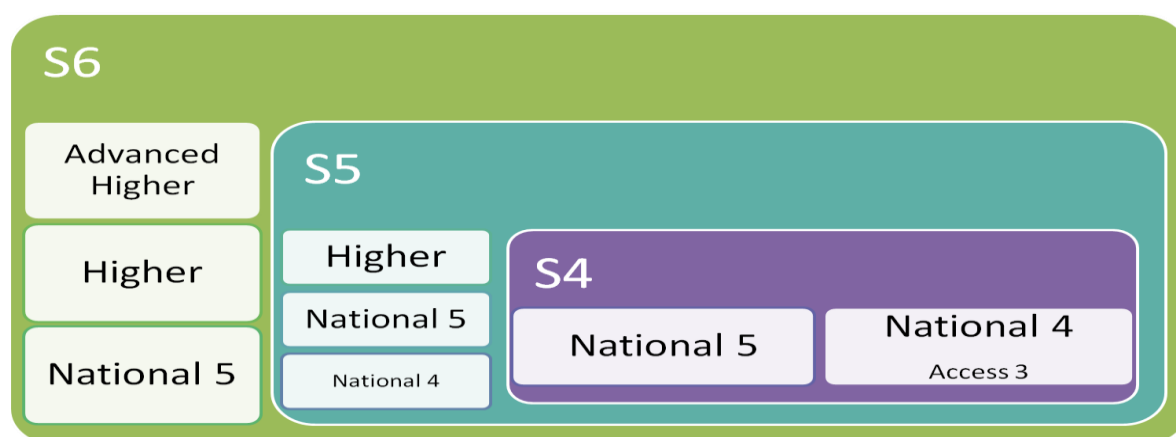 S6
Advanced
Higher
Higher
National 5
S5
Higher
National 5
National 4
S4
National 5
National 4
Access 3